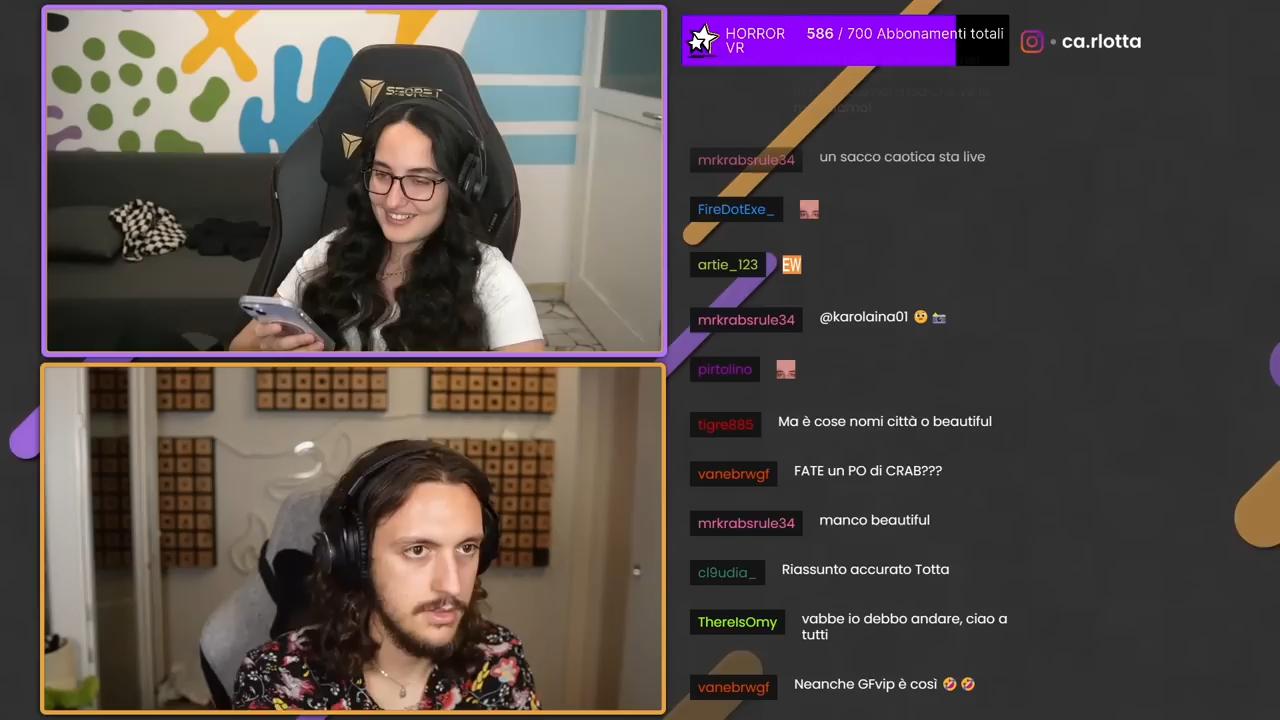 SECRET
HORROR VR
586 / 700 Abbonamenti totali
ca.rlotta
mrkrabsrule34 un sacco caotica sta live
FireDotExe_
artie_123 EW
mrkrabsrule34 @karolaina01 🤕 📸
pirtolino
tigre885 Ma è cose nomi città o beautiful
vanebrwgf FATE un PO di CRAB???
mrkrabsrule34 manco beautiful
cl9udia_ Riassunto accurato Totta
ThereIsOmy vabbe io debbo andare, ciao a
tutti
vanebrwgf Neanche GFvip è così 🤣 🤣